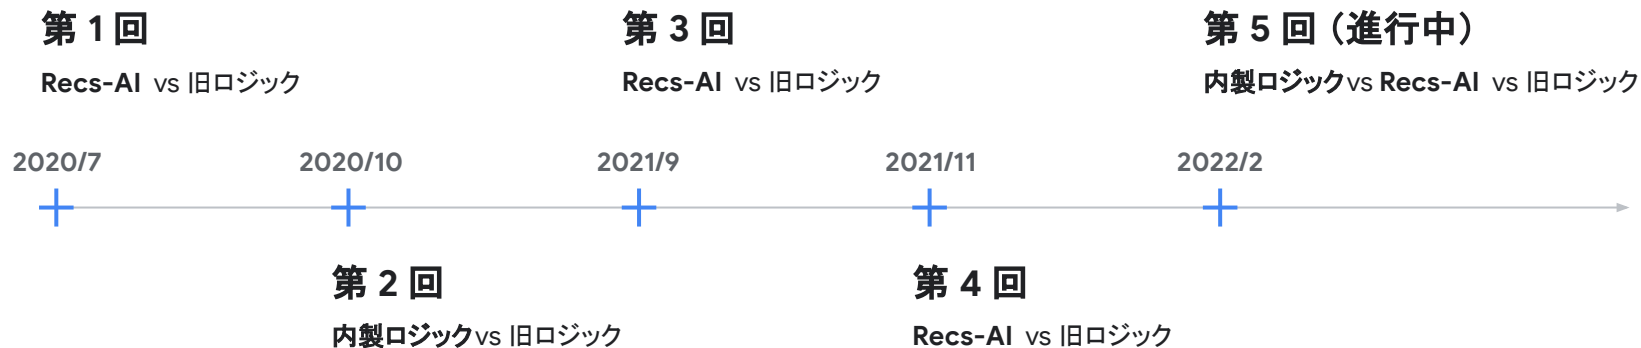 第 1 回
Recs-AI vs 旧ロジック
第 3 回
Recs-AI vs 旧ロジック
第 5 回（進行中）
内製ロジックvs Recs-AI vs 旧ロジック
2020/7
2020/10
2021/9
2021/11
2022/2
第 2 回
内製ロジックvs 旧ロジック
第 4 回
Recs-AI vs 旧ロジック